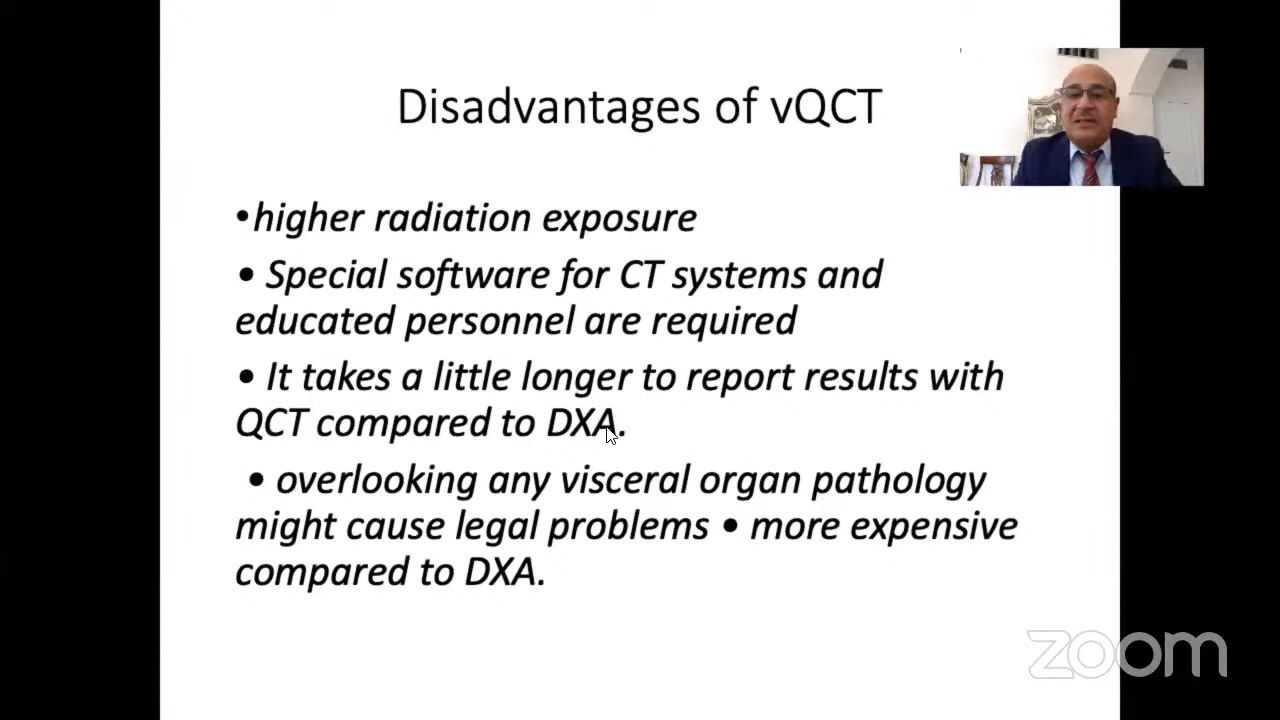 Disadvantages of vQCT
•higher radiation exposure
• Special software for CT systems and
educated personnel are required
• It takes a little longer to report results with
QCT compared to DXA.
• overlooking any visceral organ pathology
might cause legal problems • more expensive
compared to DXA.
zoom